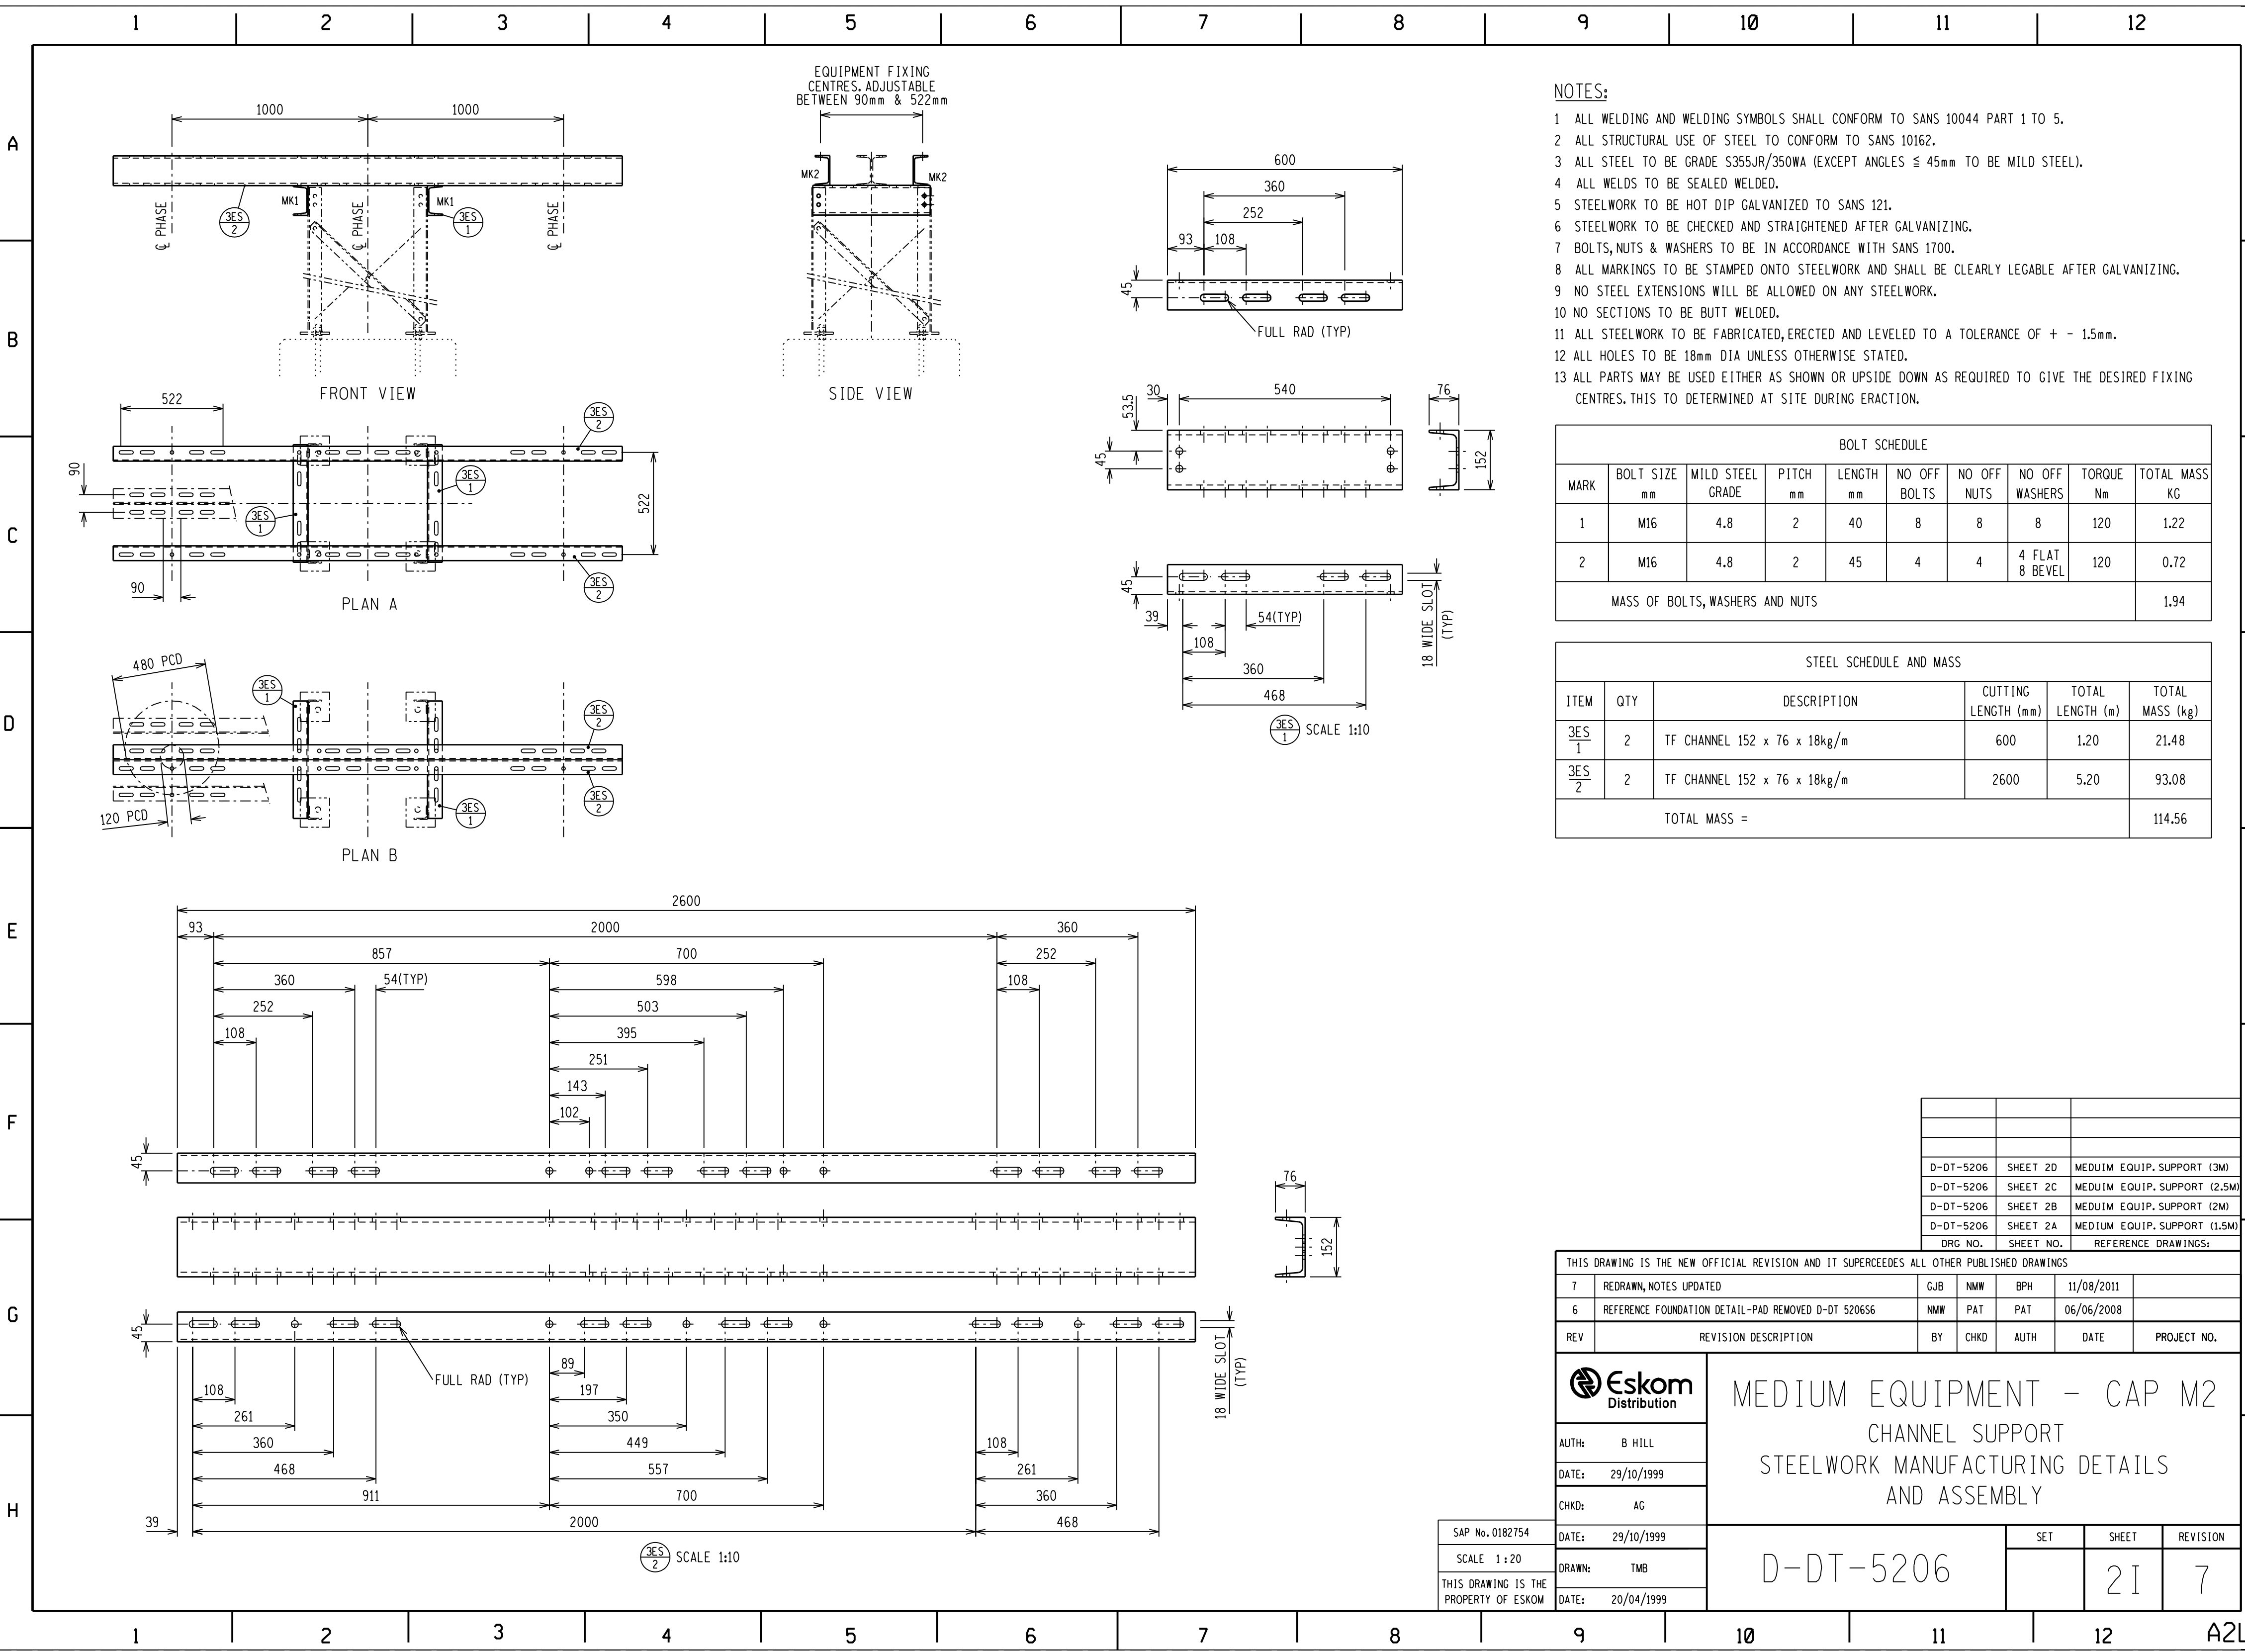 1 2 3 4 5 6 7 8 9 10 11 12
A
B
C
D
E
F
G
H
1000 1000
℄ PHASE
℄ PHASE
℄ PHASE
MK1
MK1
3ES
2
3ES
1
FRONT VIEW
EQUIPMENT FIXING
CENTRES. ADJUSTABLE
BETWEEN 90mm & 522mm
MK2
MK2
SIDE VIEW
522
90
90
522
3ES
2
3ES
1
3ES
1
3ES
2
PLAN A
480 PCD
120 PCD
3ES
1
3ES
2
3ES
2
3ES
1
PLAN B
600
360
252
93 108
45
FULL RAD (TYP)
30 540 76
53.5
45
152
45
39 54(TYP)
108
360
468
18 WIDE SLOT
(TYP)
3ES
1
SCALE 1:10
NOTES:
1 ALL WELDING AND WELDING SYMBOLS SHALL CONFORM TO SANS 10044 PART 1 TO 5.
2 ALL STRUCTURAL USE OF STEEL TO CONFORM TO SANS 10162.
3 ALL STEEL TO BE GRADE S355JR/350WA (EXCEPT ANGLES ≦ 45mm TO BE MILD STEEL).
4 ALL WELDS TO BE SEALED WELDED.
5 STEELWORK TO BE HOT DIP GALVANIZED TO SANS 121.
6 STEELWORK TO BE CHECKED AND STRAIGHTENED AFTER GALVANIZING.
7 BOLTS, NUTS & WASHERS TO BE IN ACCORDANCE WITH SANS 1700.
8 ALL MARKINGS TO BE STAMPED ONTO STEELWORK AND SHALL BE CLEARLY LEGABLE AFTER GALVANIZING.
9 NO STEEL EXTENSIONS WILL BE ALLOWED ON ANY STEELWORK.
10 NO SECTIONS TO BE BUTT WELDED.
11 ALL STEELWORK TO BE FABRICATED, ERECTED AND LEVELED TO A TOLERANCE OF + - 1.5mm.
12 ALL HOLES TO BE 18mm DIA UNLESS OTHERWISE STATED.
13 ALL PARTS MAY BE USED EITHER AS SHOWN OR UPSIDE DOWN AS REQUIRED TO GIVE THE DESIRED FIXING
CENTRES. THIS TO DETERMINED AT SITE DURING ERACTION.
BOLT SCHEDULE
MARK BOLT SIZE mm MILD STEEL GRADE PITCH mm LENGTH mm NO OFF BOLTS NO OFF NUTS NO OFF WASHERS TORQUE Nm TOTAL MASS KG
1 M16 4.8 2 40 8 8 8 120 1.22
2 M16 4.8 2 45 4 4 4 FLAT 8 BEVEL 120 0.72
MASS OF BOLTS, WASHERS AND NUTS 1.94
STEEL SCHEDULE AND MASS
ITEM QTY DESCRIPTION CUTTING LENGTH (mm) TOTAL LENGTH (m) TOTAL MASS (kg)
3ES 1 2 TF CHANNEL 152 x 76 x 18kg/m 600 1.20 21.48
3ES 2 2 TF CHANNEL 152 x 76 x 18kg/m 2600 5.20 93.08
TOTAL MASS = 114.56
2600
93 2000 360
857 700 252
360 54(TYP) 598 108
252 503
108 395
251
143
102
45
76
152
45
FULL RAD (TYP)
18 WIDE SLOT
(TYP)
89
108 197
261 350
360 449 108
468 557 261
911 700 360
39 2000 468
3ES
2
SCALE 1:10
D-DT-5206 SHEET 2D MEDUIM EQUIP. SUPPORT (3M)
D-DT-5206 SHEET 2C MEDUIM EQUIP. SUPPORT (2.5M)
D-DT-5206 SHEET 2B MEDUIM EQUIP. SUPPORT (2M)
D-DT-5206 SHEET 2A MEDIUM EQUIP. SUPPORT (1.5M)
DRG NO. SHEET NO. REFERENCE DRAWINGS:
THIS DRAWING IS THE NEW OFFICIAL REVISION AND IT SUPERCEEDES ALL OTHER PUBLISHED DRAWINGS
7 REDRAWN, NOTES UPDATED GJB NMW BPH 11/08/2011
6 REFERENCE FOUNDATION DETAIL-PAD REMOVED D-DT 5206S6 NMW PAT PAT 06/06/2008
REV REVISION DESCRIPTION BY CHKD AUTH DATE PROJECT NO.
Eskom
Distribution
MEDIUM EQUIPMENT - CAP M2
CHANNEL SUPPORT
STEELWORK MANUFACTURING DETAILS
AND ASSEMBLY
AUTH: B HILL
DATE: 29/10/1999
CHKD: AG
DATE: 29/10/1999
DRAWN: TMB
DATE: 20/04/1999
SAP No. 0182754
SCALE 1:20
THIS DRAWING IS THE
PROPERTY OF ESKOM
D-DT-5206
SET SHEET REVISION
2I 7
1 2 3 4 5 6 7 8 9 10 11 12